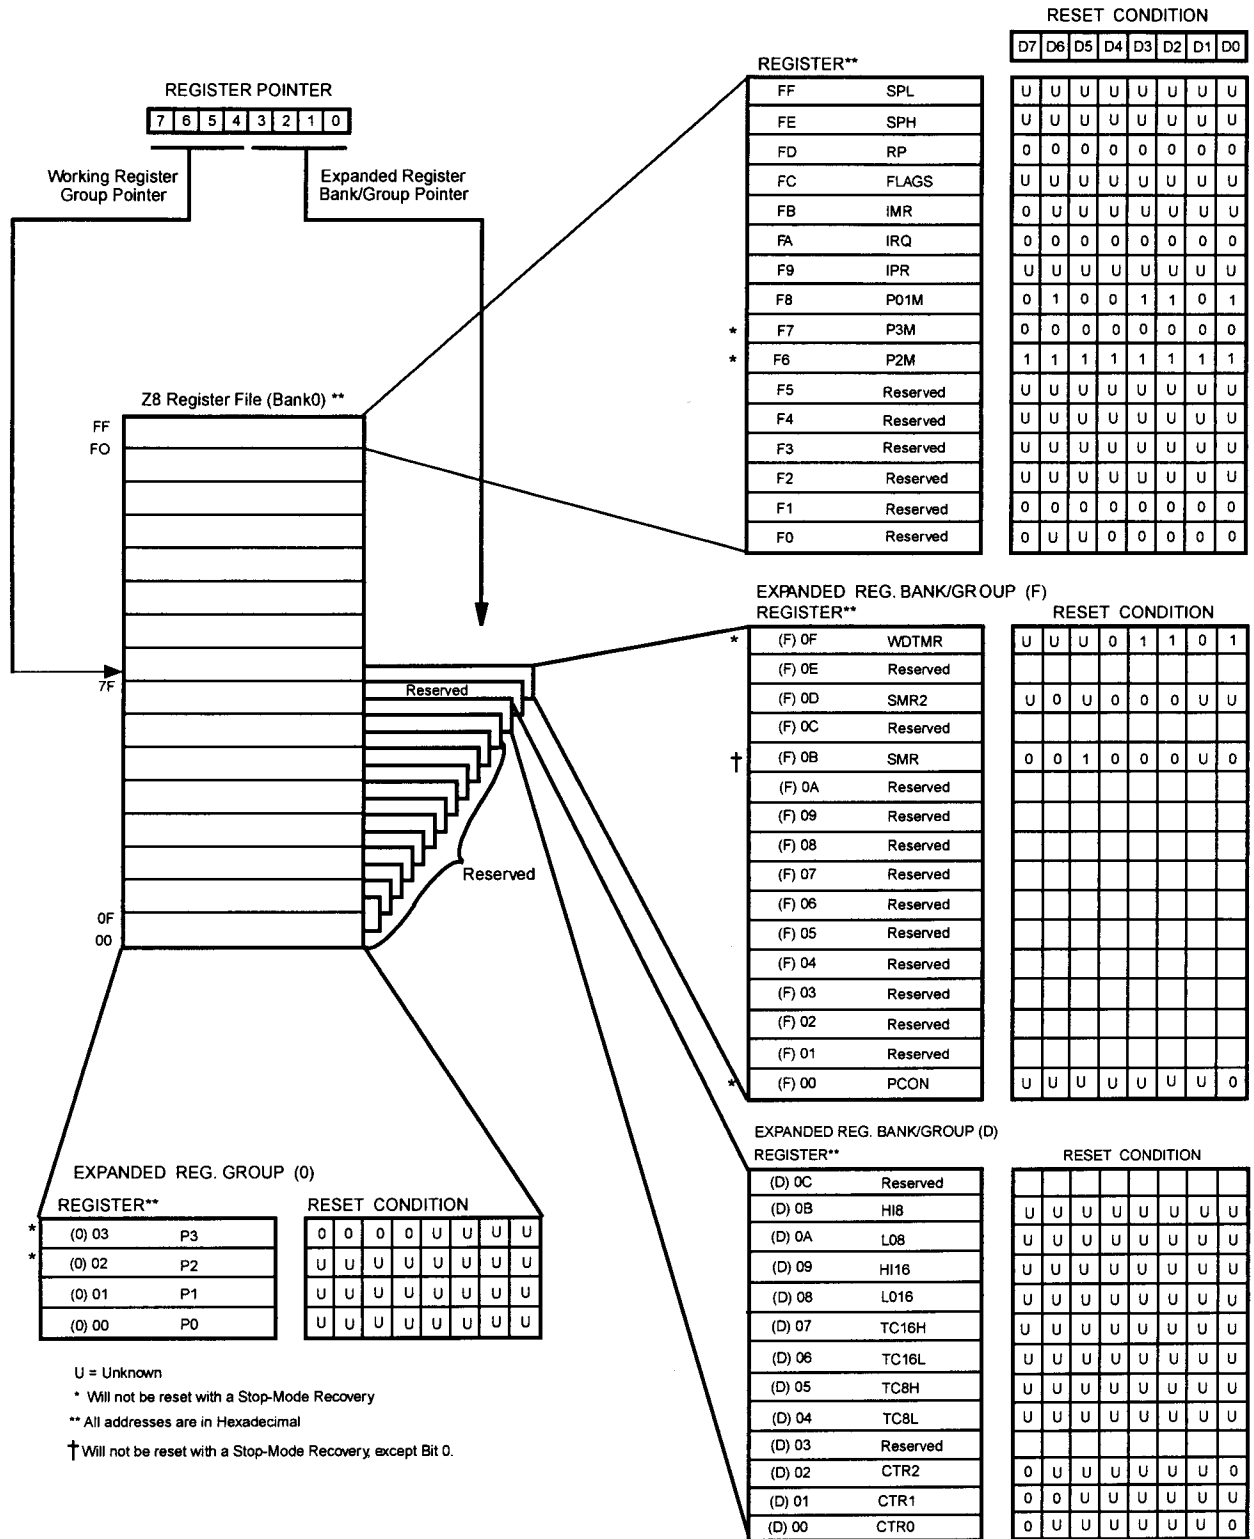 RESET CONDITION
D7 D6 D5 D4 D3 D2 D1 D0
REGISTER**
FF SPL U U U U U U U U
FE SPH U U U U U U U U
FD RP 0 0 0 0 0 0 0 0
FC FLAGS U U U U U U U U
FB IMR 0 U U U U U U U
FA IRQ 0 0 0 0 0 0 0 0
F9 IPR U U U U U U U U
F8 P01M 0 1 0 0 1 1 0 1
* F7 P3M 0 0 0 0 0 0 0 0
* F6 P2M 1 1 1 1 1 1 1 1
F5 Reserved U U U U U U U U
F4 Reserved U U U U U U U U
F3 Reserved U U U U U U U U
F2 Reserved U U U U U U U U
F1 Reserved 0 0 0 0 0 0 0 0
F0 Reserved 0 U U 0 0 0 0 0
REGISTER POINTER
7 6 5 4 3 2 1 0
Working Register
Group Pointer
Expanded Register
Bank/Group Pointer
Z8 Register File (Bank0) **
FF
FO
7F
Reserved
Reserved
0F
00
EXPANDED REG. BANK/GROUP (F)
REGISTER** RESET CONDITION
* (F) 0F WDTMR U U U 0 1 1 0 1
(F) 0E Reserved
(F) 0D SMR2 U 0 U 0 0 0 U U
(F) 0C Reserved
† (F) 0B SMR 0 0 1 0 0 0 U 0
(F) 0A Reserved
(F) 09 Reserved
(F) 08 Reserved
(F) 07 Reserved
(F) 06 Reserved
(F) 05 Reserved
(F) 04 Reserved
(F) 03 Reserved
(F) 02 Reserved
(F) 01 Reserved
* (F) 00 PCON U U U U U U U 0
EXPANDED REG. BANK/GROUP (D)
REGISTER** RESET CONDITION
(D) 0C Reserved
(D) 0B HI8 U U U U U U U U
(D) 0A L08 U U U U U U U U
(D) 09 HI16 U U U U U U U U
(D) 08 L016 U U U U U U U U
(D) 07 TC16H U U U U U U U U
(D) 06 TC16L U U U U U U U U
(D) 05 TC8H U U U U U U U U
(D) 04 TC8L U U U U U U U U
(D) 03 Reserved
(D) 02 CTR2 0 U U U U U U 0
(D) 01 CTR1 0 0 U U U U U U
(D) 00 CTR0 0 U U U U U U 0
EXPANDED REG. GROUP (0)
REGISTER** RESET CONDITION
* (0) 03 P3 0 0 0 0 U U U U
* (0) 02 P2 U U U U U U U U
(0) 01 P1 U U U U U U U U
(0) 00 P0 U U U U U U U U
U = Unknown
* Will not be reset with a Stop-Mode Recovery
** All addresses are in Hexadecimal
† Will not be reset with a Stop-Mode Recovery, except Bit 0.